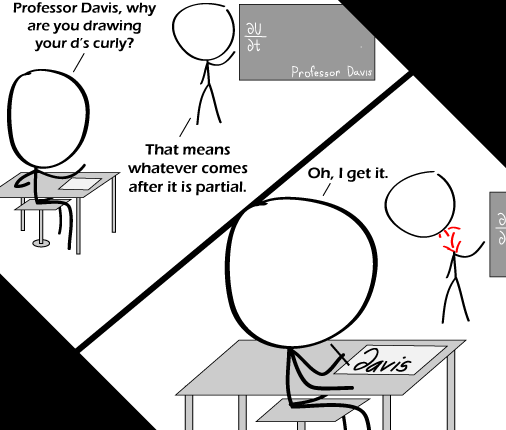 Professor Davis, why
are you drawing
your d's curly?
∂U
∂t
Professor Davis
That means
whatever comes
after it is partial.
Oh, I get it.
∂
∂
∂avis